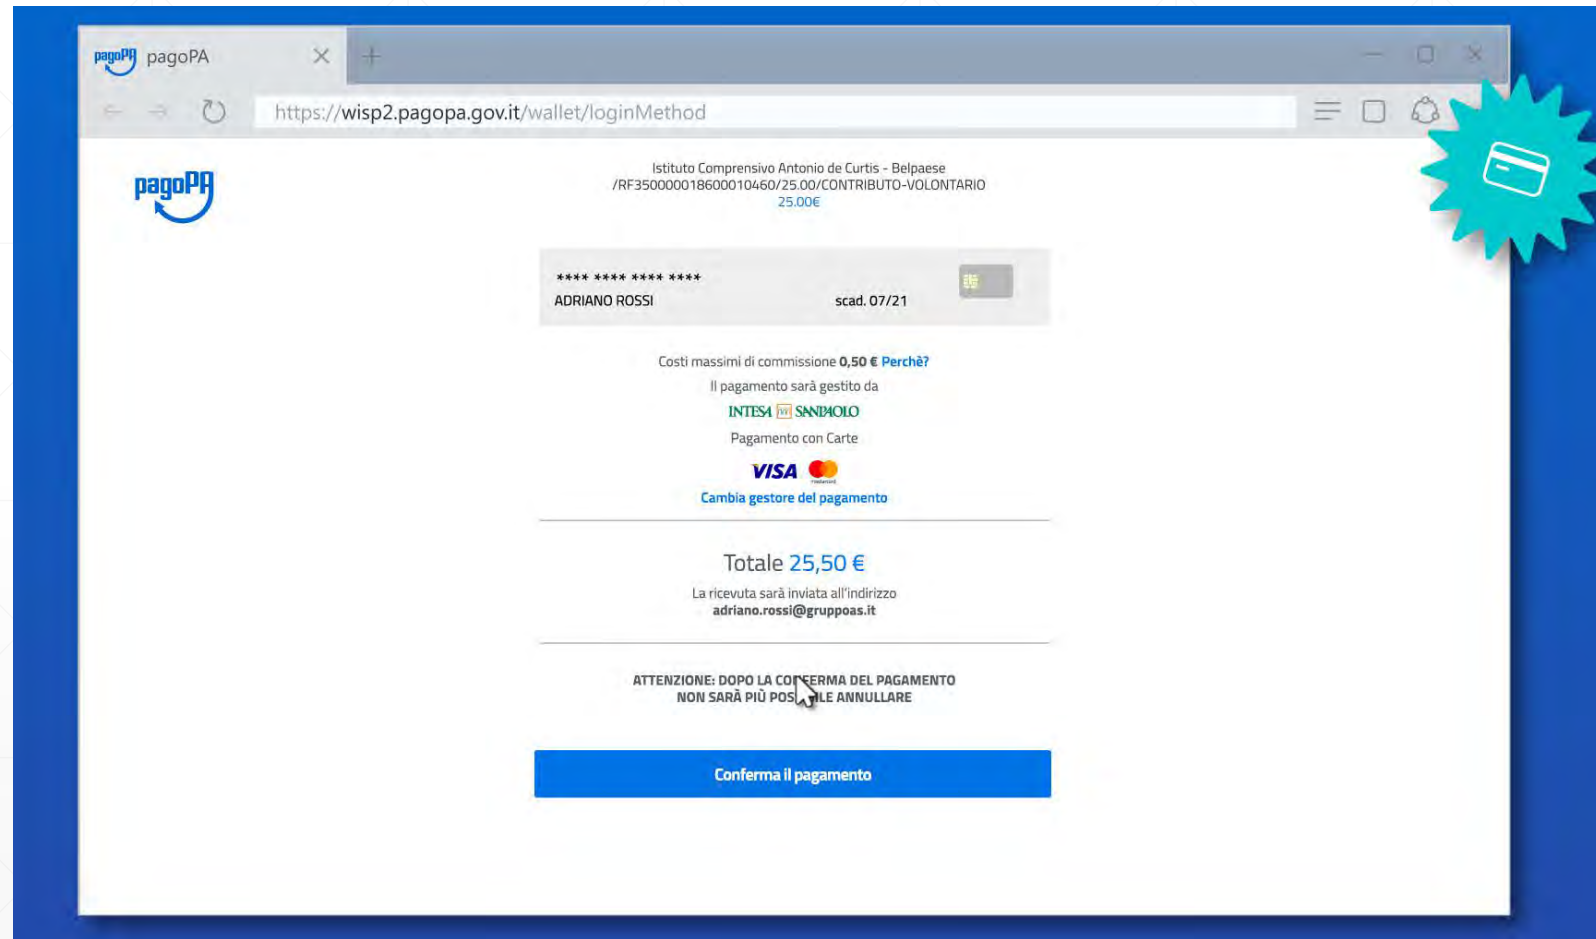 pagoPA pagoPA
https://wisp2.pagopa.gov.it/wallet/loginMethod
pagoPA
Istituto Comprensivo Antonio de Curtis - Belpaese
/RF35000001860001​0460/25.00/CONTRIBUTO-VOLONTARIO
25.00€
**** **** **** ****
ADRIANO ROSSI scad. 07/21
Costi massimi di commissione 0,50 € Perchè?
Il pagamento sarà gestito da
INTESA SANPAOLO
Pagamento con Carte
VISA
Cambia gestore del pagamento
Totale 25,50 €
La ricevuta sarà inviata all'indirizzo
adriano.rossi@gruppoas.it
ATTENZIONE: DOPO LA CONFERMA DEL PAGAMENTO
NON SARÀ PIÙ POSSIBILE ANNULLARE
Conferma il pagamento